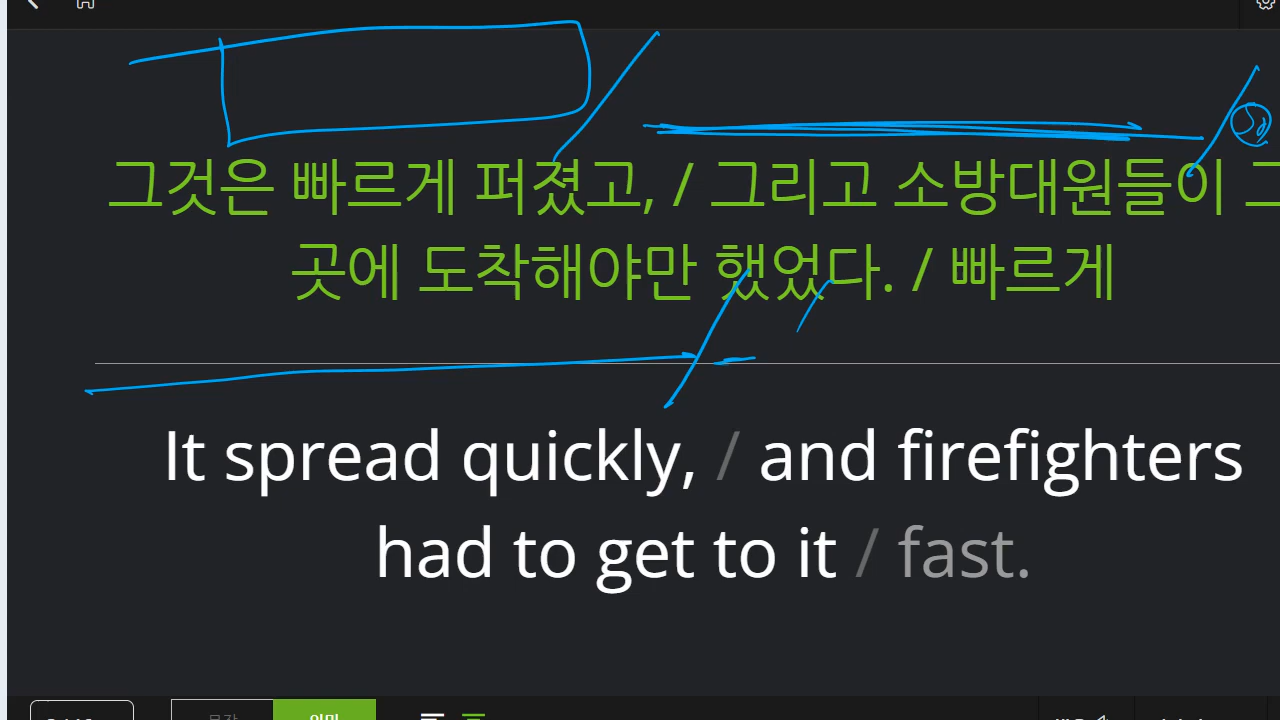 그것은 빠르게 퍼졌고, / 그리고 소방대원들이 그
곳에 도착해야만 했었다. / 빠르게
It spread quickly, / and firefighters
had to get to it / fast.